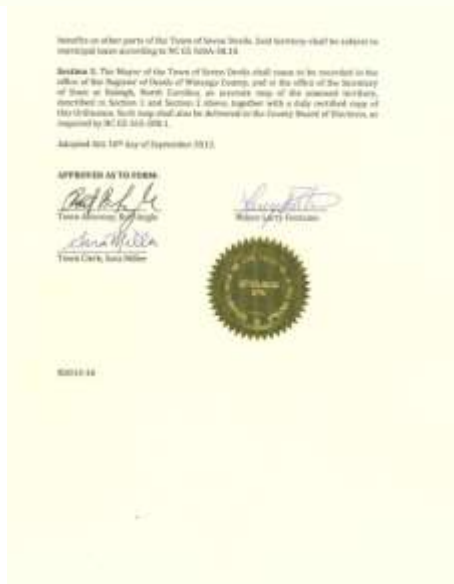 benefits as other parts of the Town of Seven Devils. Said territory shall be subject to
municipal taxes according to NC GS 160A-58.10.
Section 3. The Mayor of the Town of Seven Devils shall cause to be recorded in the
office of the Register of Deeds of Watauga County, and in the office of the Secretary
of State at Raleigh, North Carolina, an accurate map of the annexed territory,
described in Section 1 and Section 2 above, together with a duly certified copy of
this Ordinance. Such map shall also be delivered to the County Board of Elections, as
required by NC GS 163-288.1.
Adopted this 10th day of September 2013.
APPROVED AS TO FORM:
Town Attorney,
Mayor Larry Fontaine
Sara Miller
Town Clerk, Sara Miller